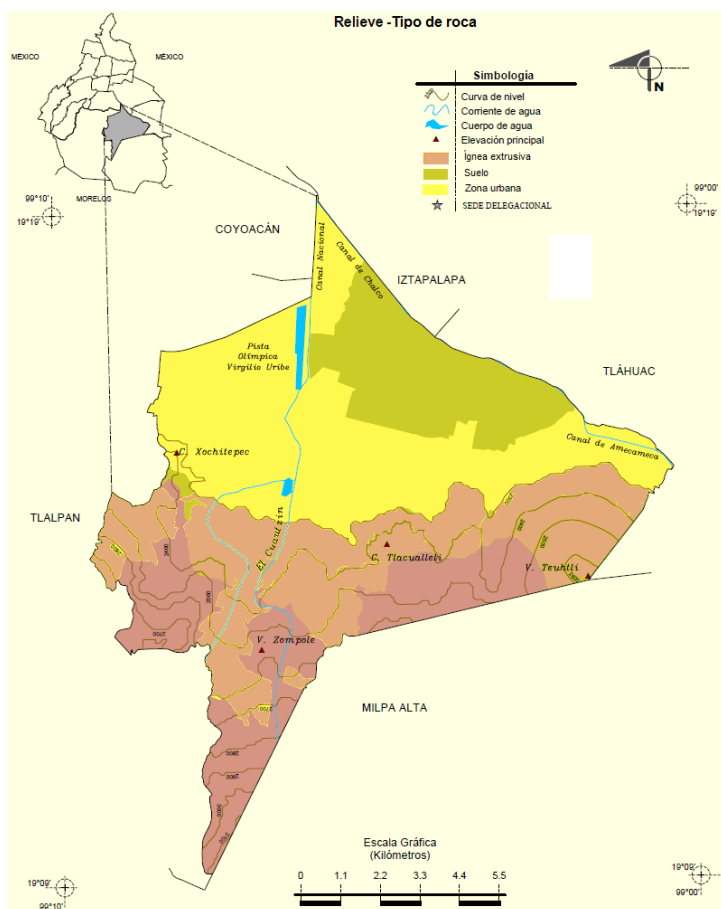 Relieve -Tipo de roca
MÉXICO
MÉXICO
MORELOS
N
Simbología
Curva de nivel
Corriente de agua
Cuerpo de agua
Elevación principal
Ígnea extrusiva
Suelo
Zona urbana
SEDE DELEGACIONAL
99°10'
19°19'
99°00'
19°19'
COYOACÁN
Canal Nacional
Canal de Chalco
IZTAPALAPA
Pista
Olímpica
Virgilio Uribe
TLÁHUAC
Canal de Amecameca
C. Xochitepec
TLALPAN
Cuautzin
C. Tlacualleli
V. Teuhtli
V. Zompole
2700
2700
2800
MILPA ALTA
Escala Gráfica
(Kilómetros)
0 1.1 2.2 3.3 4.4 5.5
19°09'
99°10'
19°09'
99°00'